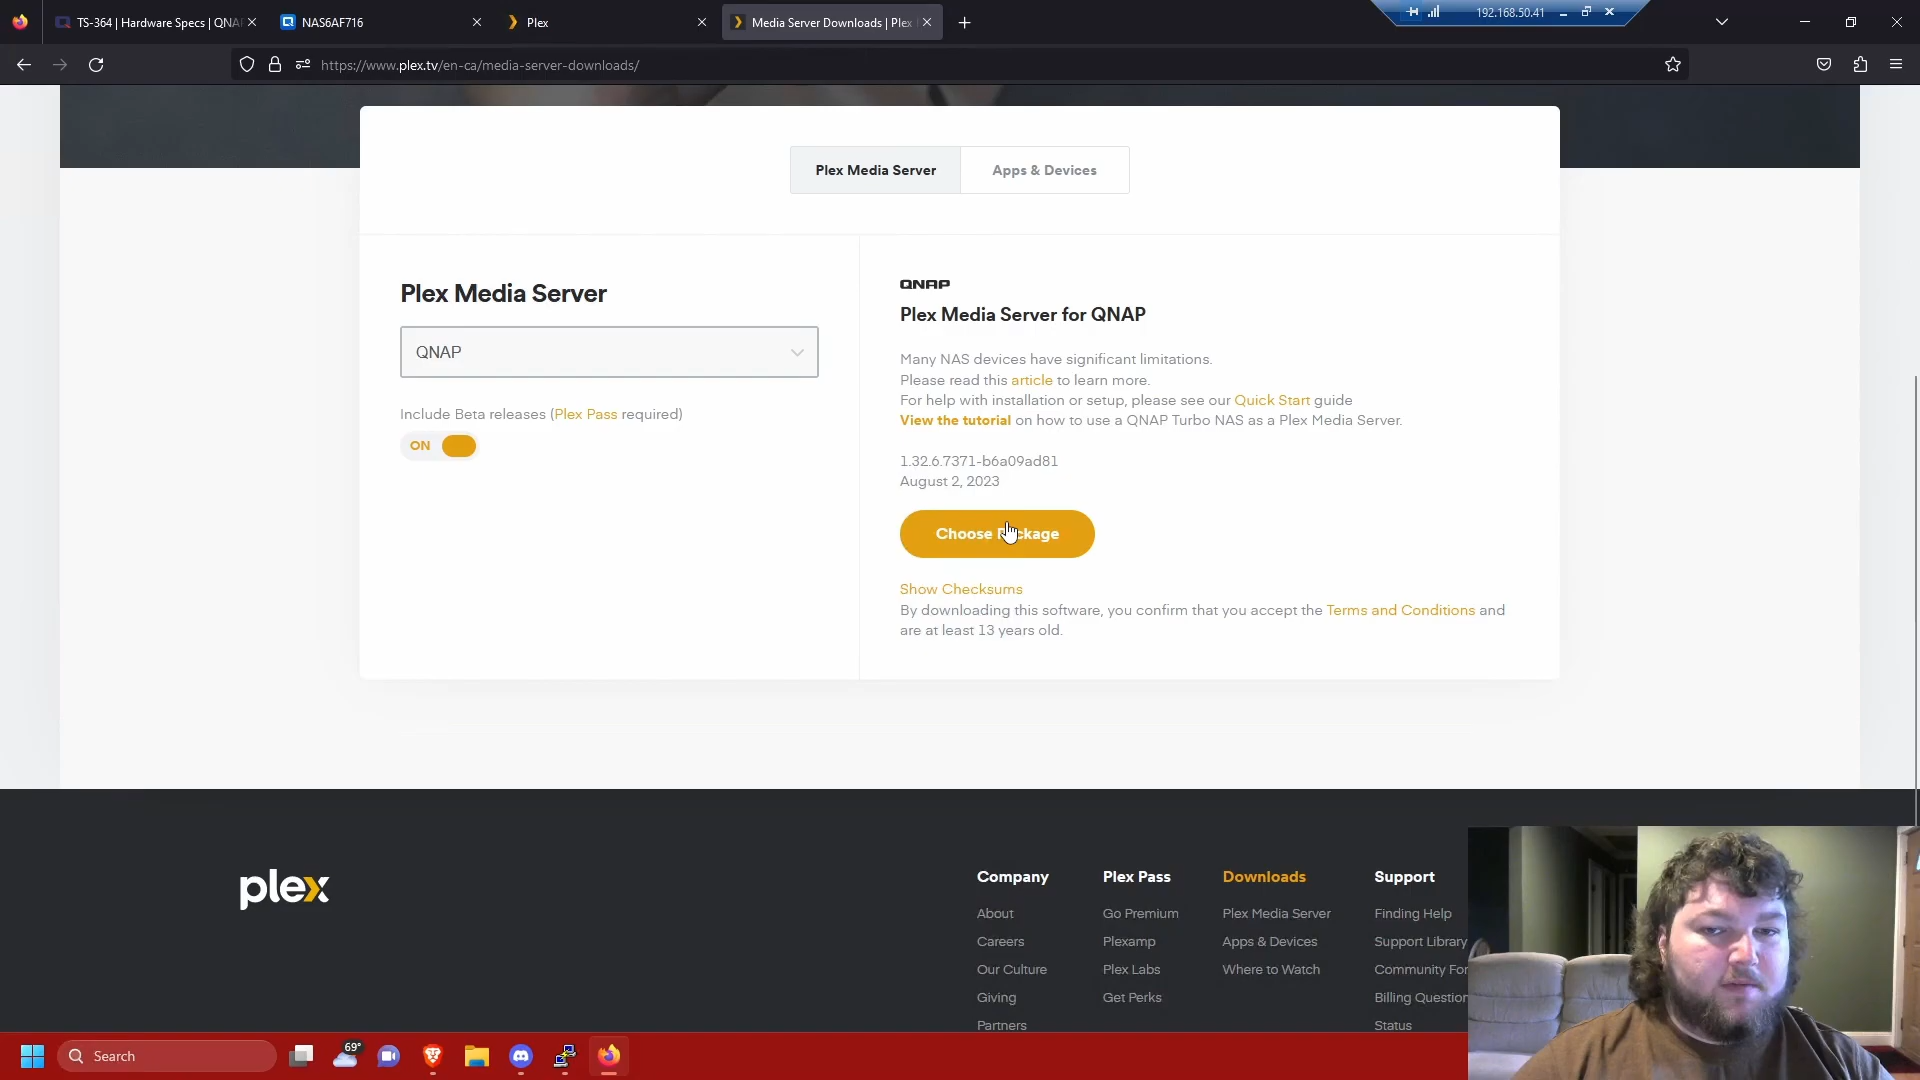 TS-364 | Hardware Specs | QNA
NAS6AF716
Plex
Media Server Downloads | Plex
192.168.50.41
https://www.plex.tv/en-ca/media-server-downloads/
Plex Media Server
Apps & Devices
Plex Media Server
QNAP
Include Beta releases (Plex Pass required)
ON
QNAP
Plex Media Server for QNAP
Many NAS devices have significant limitations.
Please read this article to learn more.
For help with installation or setup, please see our Quick Start guide
View the tutorial on how to use a QNAP Turbo NAS as a Plex Media Server.
1.32.6.7371-b6a09ad81
August 2, 2023
Choose Package
Show Checksums
By downloading this software, you confirm that you accept the Terms and Conditions and
are at least 13 years old.
plex
Company
About
Careers
Our Culture
Giving
Partners
Plex Pass
Go Premium
Plexamp
Plex Labs
Get Perks
Downloads
Plex Media Server
Apps & Devices
Where to Watch
Support
Finding Help
Support Library
Community For
Billing Question
Status
Search
69°